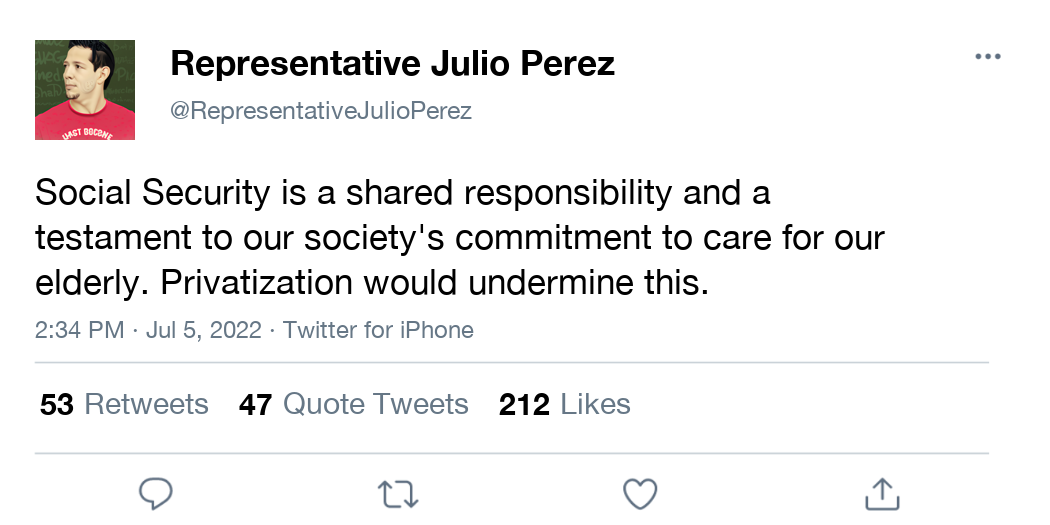 Representative Julio Perez
@RepresentativeJulioPerez
Social Security is a shared responsibility and a
testament to our society's commitment to care for our
elderly. Privatization would undermine this.
2:34 PM · Jul 5, 2022 · Twitter for iPhone
53 Retweets 47 Quote Tweets 212 Likes